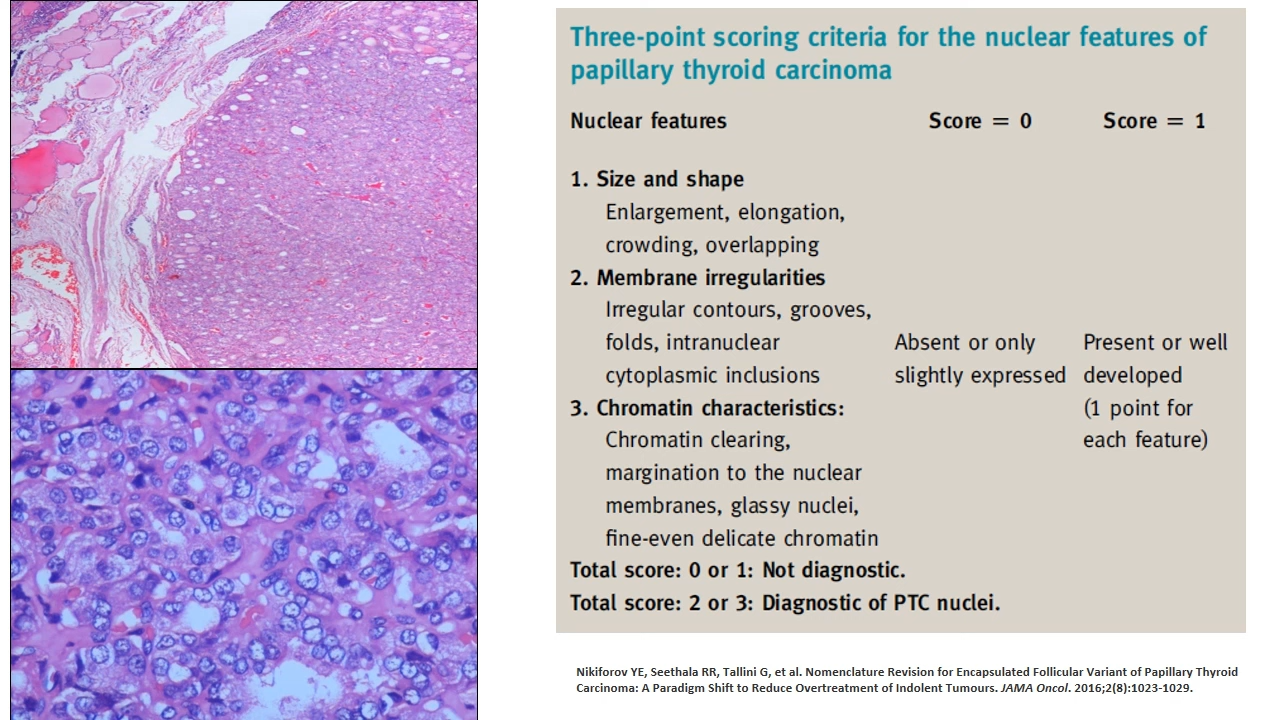 Three-point scoring criteria for the nuclear features of
papillary thyroid carcinoma
Nuclear features Score = 0 Score = 1
1. Size and shape
Enlargement, elongation,
crowding, overlapping
2. Membrane irregularities
Irregular contours, grooves,
folds, intranuclear Absent or only Present or well
cytoplasmic inclusions slightly expressed developed
3. Chromatin characteristics: (1 point for
Chromatin clearing, each feature)
margination to the nuclear
membranes, glassy nuclei,
fine-even delicate chromatin
Total score: 0 or 1: Not diagnostic.
Total score: 2 or 3: Diagnostic of PTC nuclei.
Nikiforov YE, Seethala RR, Tallini G, et al. Nomenclature Revision for Encapsulated Follicular Variant of Papillary Thyroid
Carcinoma: A Paradigm Shift to Reduce Overtreatment of Indolent Tumours. JAMA Oncol. 2016;2(8):1023-1029.